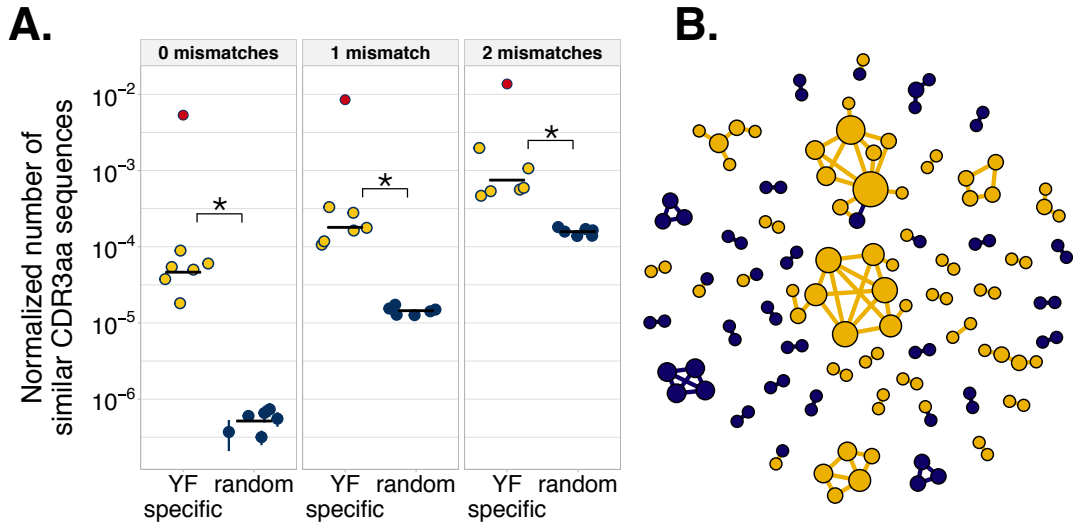 A.
B.
0 mismatches
1 mismatch
2 mismatches
Normalized number of
similar CDR3aa sequences
10−2
10−3
10−4
10−5
10−6
*
*
*
YF
specific
random
YF
specific
random
YF
specific
random